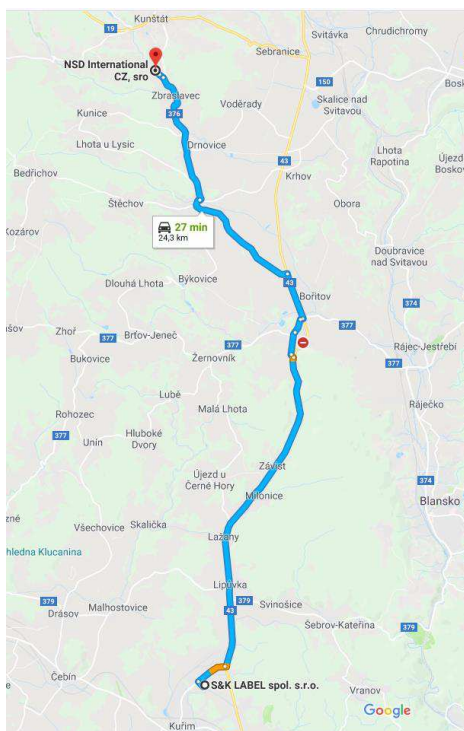 Kunštát
19
Svitávka
Chrudichromy
NSD International
CZ, sro
Sebranice
150
Bosko
Zbraslavec
Voděrady
Skalice nad
Svitavou
376
Kunice
Drnovice
Lhota u Lysic
43
Lhota
Rapotina
Újezd
Boskov
Bedřichov
Krhov
Štěchov
Obora
27 min
24,3 km
Kozárov
Doubravice
nad Svitavou
Býkovice
Dlouhá Lhota
43
Bořitov
374
377
377
Zhoř
Brťov-Jeneč
377
Rájec-Jestřebí
Bukovice
Žernovník
Lubě
Ráječko
Malá Lhota
Rohozec
Hluboké
Dvory
377
Unín
Závist
374
Újezd u
Černé Hory
Milonice
Blansko
Skalička
Všechovice
Lažany
hledna Klucanina
Lipůvka
379
379
Svinošice
Malhostovice
43
Drásov
Šebrov-Kateřina
379
Čebín
S&K LABEL spol. s.r.o.
Vranov
Google
Kuřim